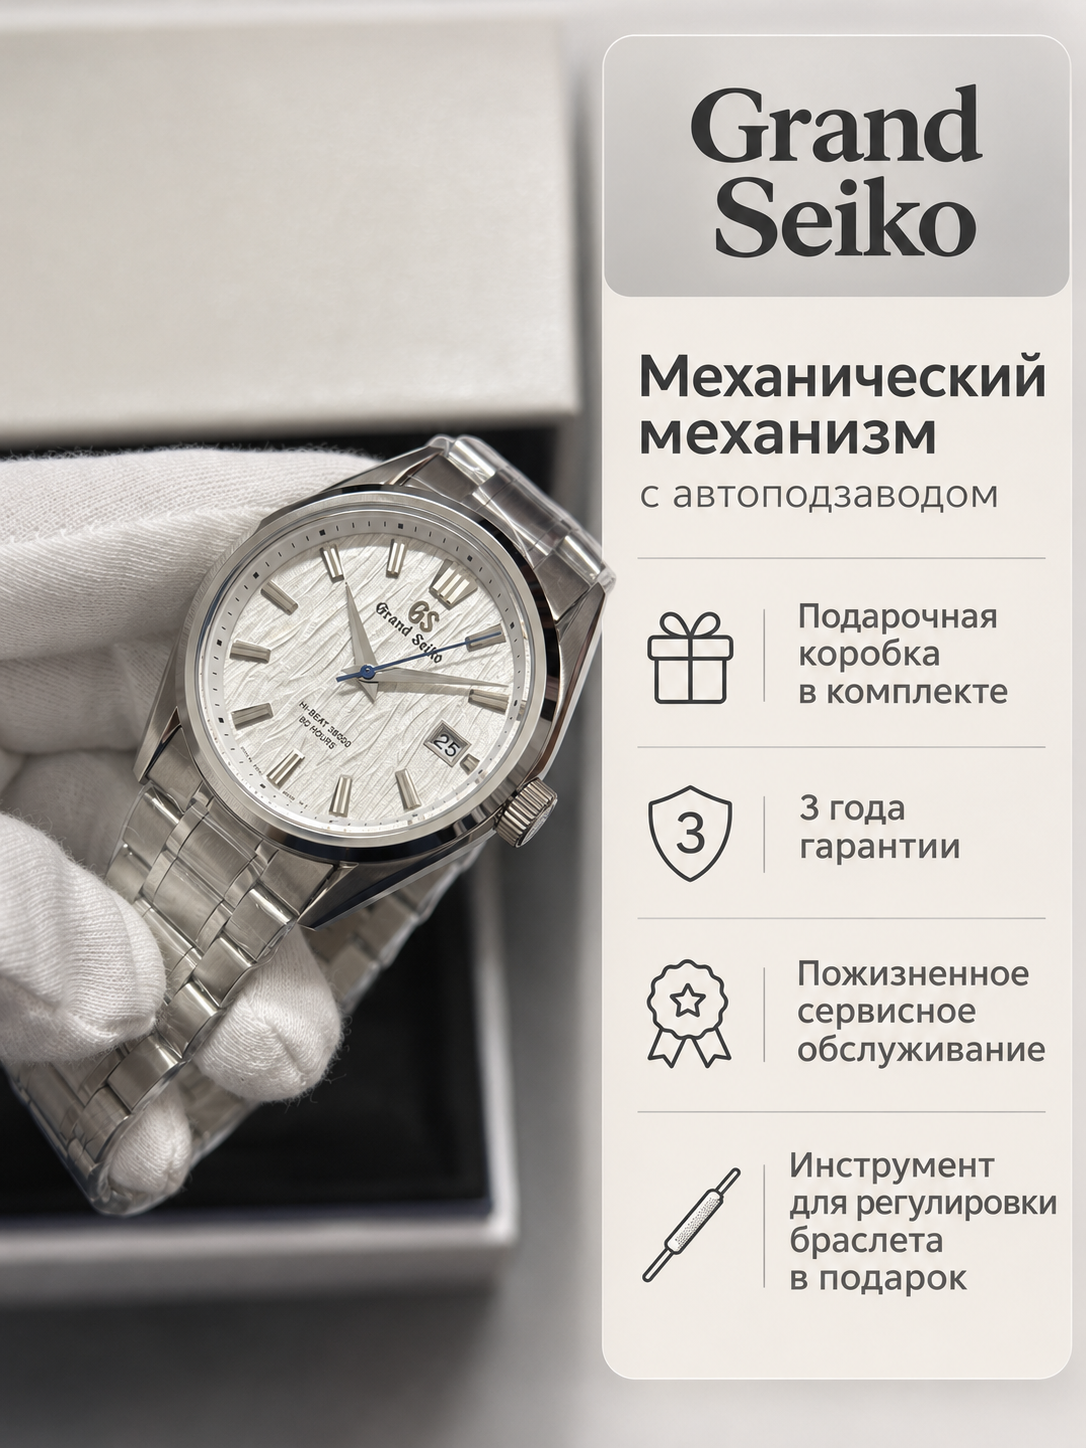 Grand
Seiko
Механический
механизм
с автоподзаводом
Подарочная
коробка
в комплекте
3
3 года
гарантии
Пожизненное
сервисное
обслуживание
Инструмент
для регулировки
браслета
в подарок
GS
Grand Seiko
HI-BEAT 36000
80 HOURS
25